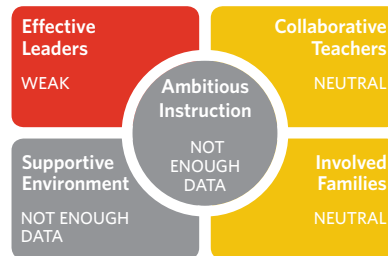 Effective
Leaders
WEAK
Collaborative
Teachers
NEUTRAL
Ambitious
Instruction
NOT
ENOUGH
DATA
Supportive
Environment
NOT ENOUGH
DATA
Involved
Families
NEUTRAL